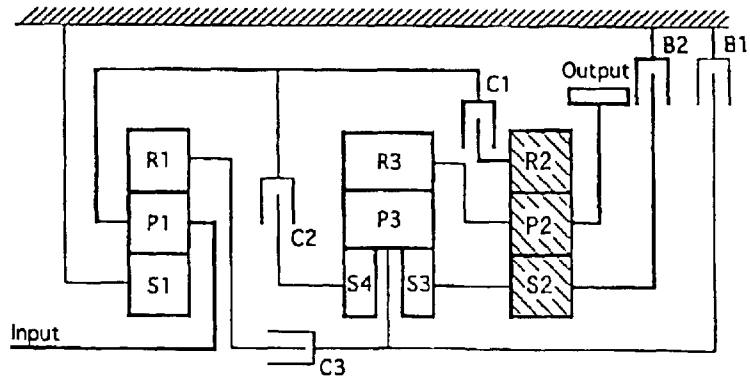 B2
B1
Output
C1
R1
R3
R2
P1
P3
P2
C2
S1
S4
S3
S2
Input
C3